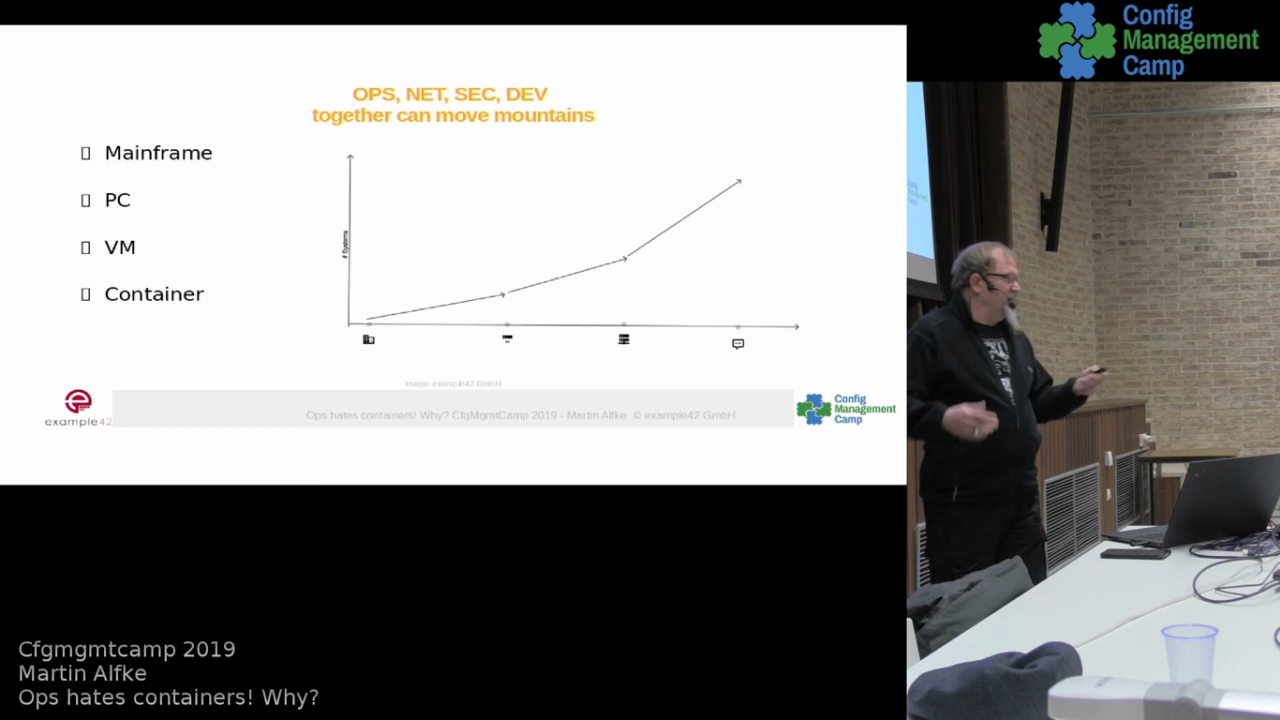 Config
Management
Camp
OPS, NET, SEC, DEV
together can move mountains
Mainframe
PC
VM
Container
# Systems
Image: example42 GmbH
example42
Ops hates containers! Why? CfgMgmtCamp 2019 - Martin Alfke © example42 GmbH
Config
Management
Camp
Cfgmgmtcamp 2019
Martin Alfke
Ops hates containers! Why?